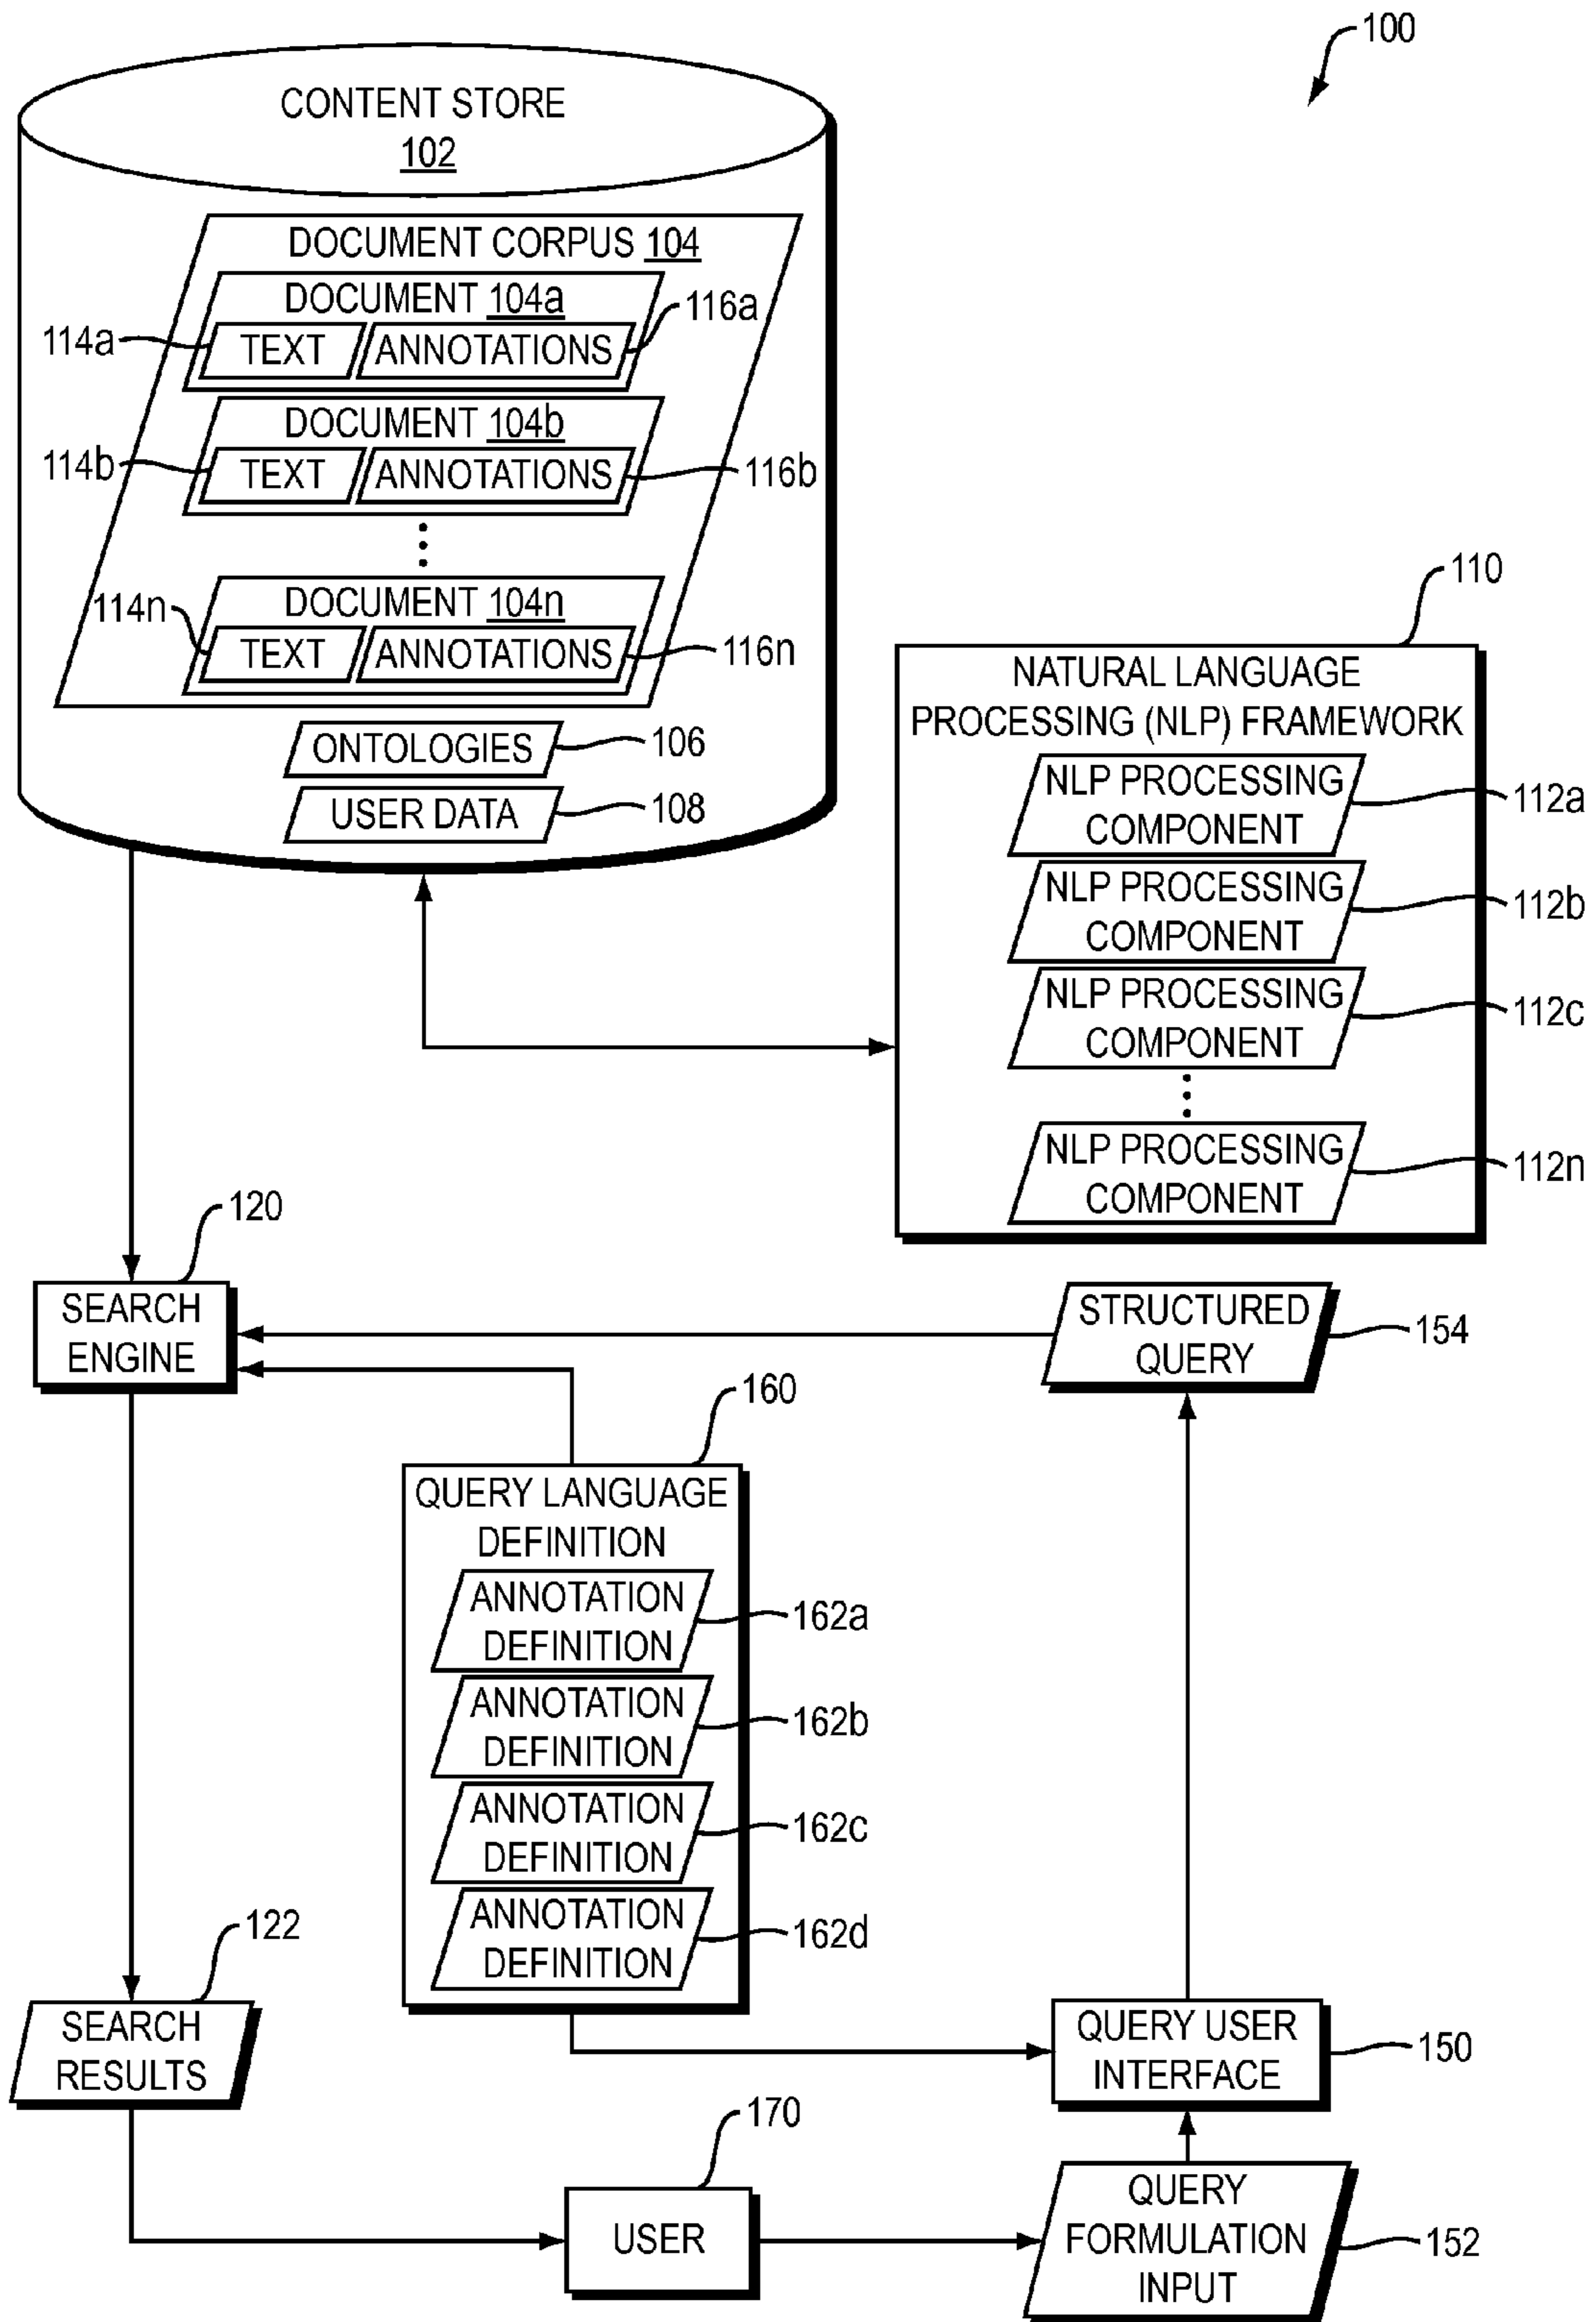 100
CONTENT STORE
102
DOCUMENT CORPUS 104
DOCUMENT 104a
116a
114a
TEXT
ANNOTATIONS
DOCUMENT 104b
114b
TEXT
ANNOTATIONS
116b
DOCUMENT 104n
114n
TEXT
ANNOTATIONS
116n
ONTOLOGIES
106
USER DATA
108
110
NATURAL LANGUAGE
PROCESSING (NLP) FRAMEWORK
NLP PROCESSING
COMPONENT
112a
NLP PROCESSING
COMPONENT
112b
NLP PROCESSING
COMPONENT
112c
NLP PROCESSING
COMPONENT
112n
120
SEARCH
ENGINE
STRUCTURED
QUERY
154
160
QUERY LANGUAGE
DEFINITION
ANNOTATION
DEFINITION
162a
ANNOTATION
DEFINITION
162b
ANNOTATION
DEFINITION
162c
ANNOTATION
DEFINITION
162d
122
SEARCH
RESULTS
QUERY USER
INTERFACE
150
170
USER
QUERY
FORMULATION
INPUT
152